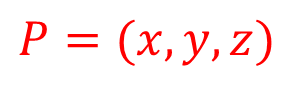 P = (x, y, z)